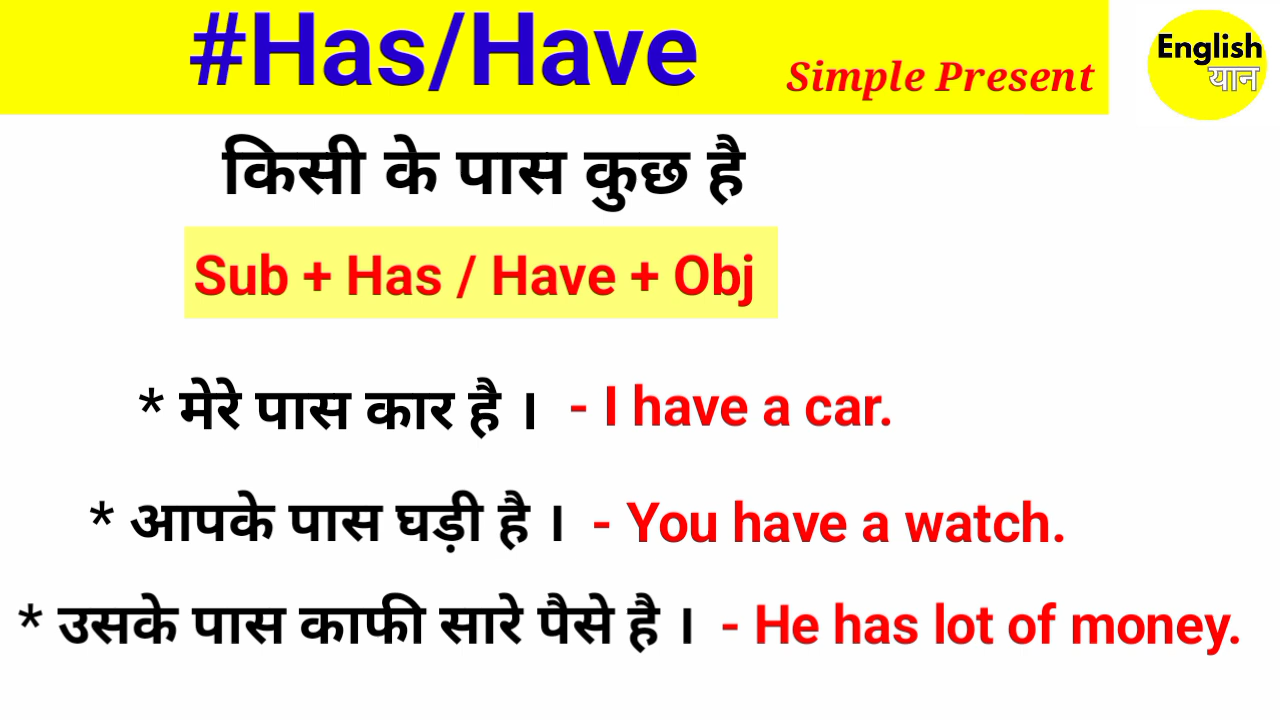 #Has/Have
Simple Present
English
यान
किसी के पास कुछ है
Sub + Has / Have + Obj
* मेरे पास कार है । - I have a car.
* आपके पास घड़ी है । - You have a watch.
* उसके पास काफी सारे पैसे है । - He has lot of money.